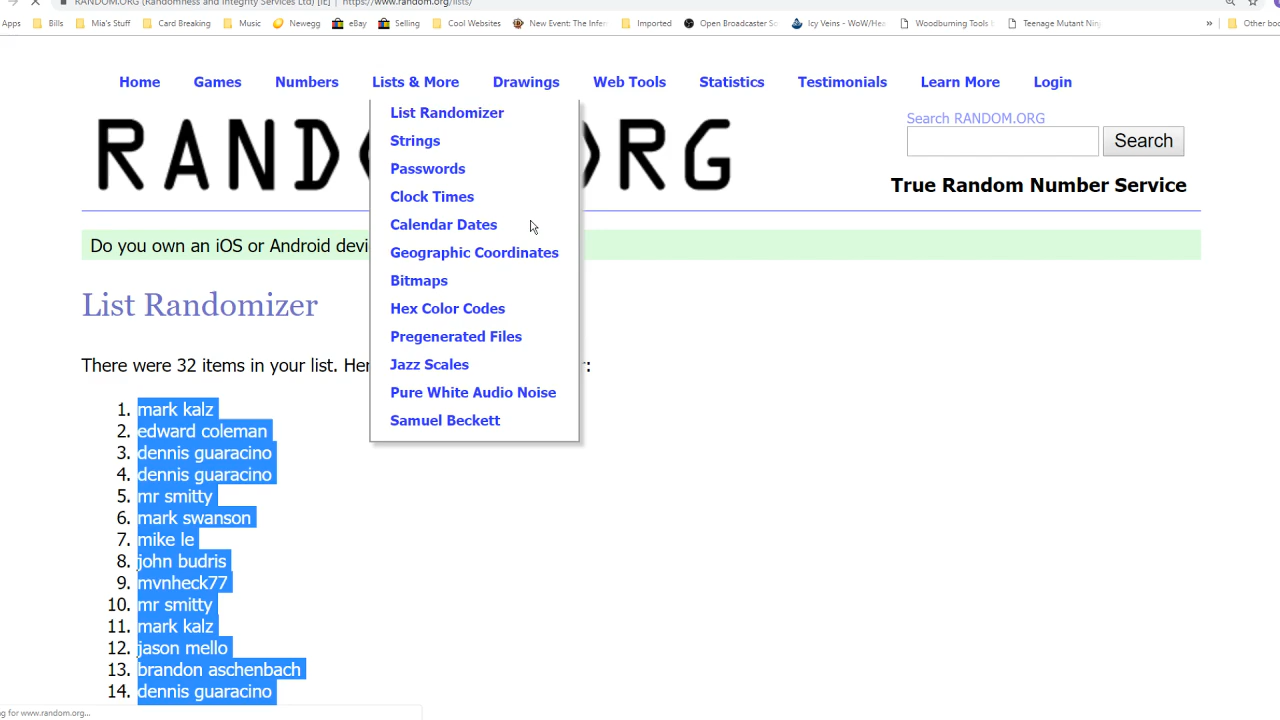 RANDOM.ORG (Randomness and Integrity Services Ltd) [IE] | https://www.random.org/lists/
Apps Bills Mia's Stuff Card Breaking Music Newegg eBay Selling Cool Websites New Event: The Infer Imported Open Broadcaster So Icy Veins - WoW/Hea Woodburning Tools & Teenage Mutant Ninj » Other boo
Home Games Numbers Lists & More Drawings Web Tools Statistics Testimonials Learn More Login
List Randomizer
Strings
Passwords
Clock Times
Calendar Dates
Geographic Coordinates
Bitmaps
Hex Color Codes
Pregenerated Files
Jazz Scales
Pure White Audio Noise
Samuel Beckett
RANDO ORG
Search RANDOM.ORG
Search
True Random Number Service
Do you own an iOS or Android devi
List Randomizer
There were 32 items in your list. Her r:
1. mark kalz
2. edward coleman
3. dennis guaracino
4. dennis guaracino
5. mr smitty
6. mark swanson
7. mike le
8. john budris
9. mvnheck77
10. mr smitty
11. mark kalz
12. jason mello
13. brandon aschenbach
14. dennis guaracino
g for www.random.org...